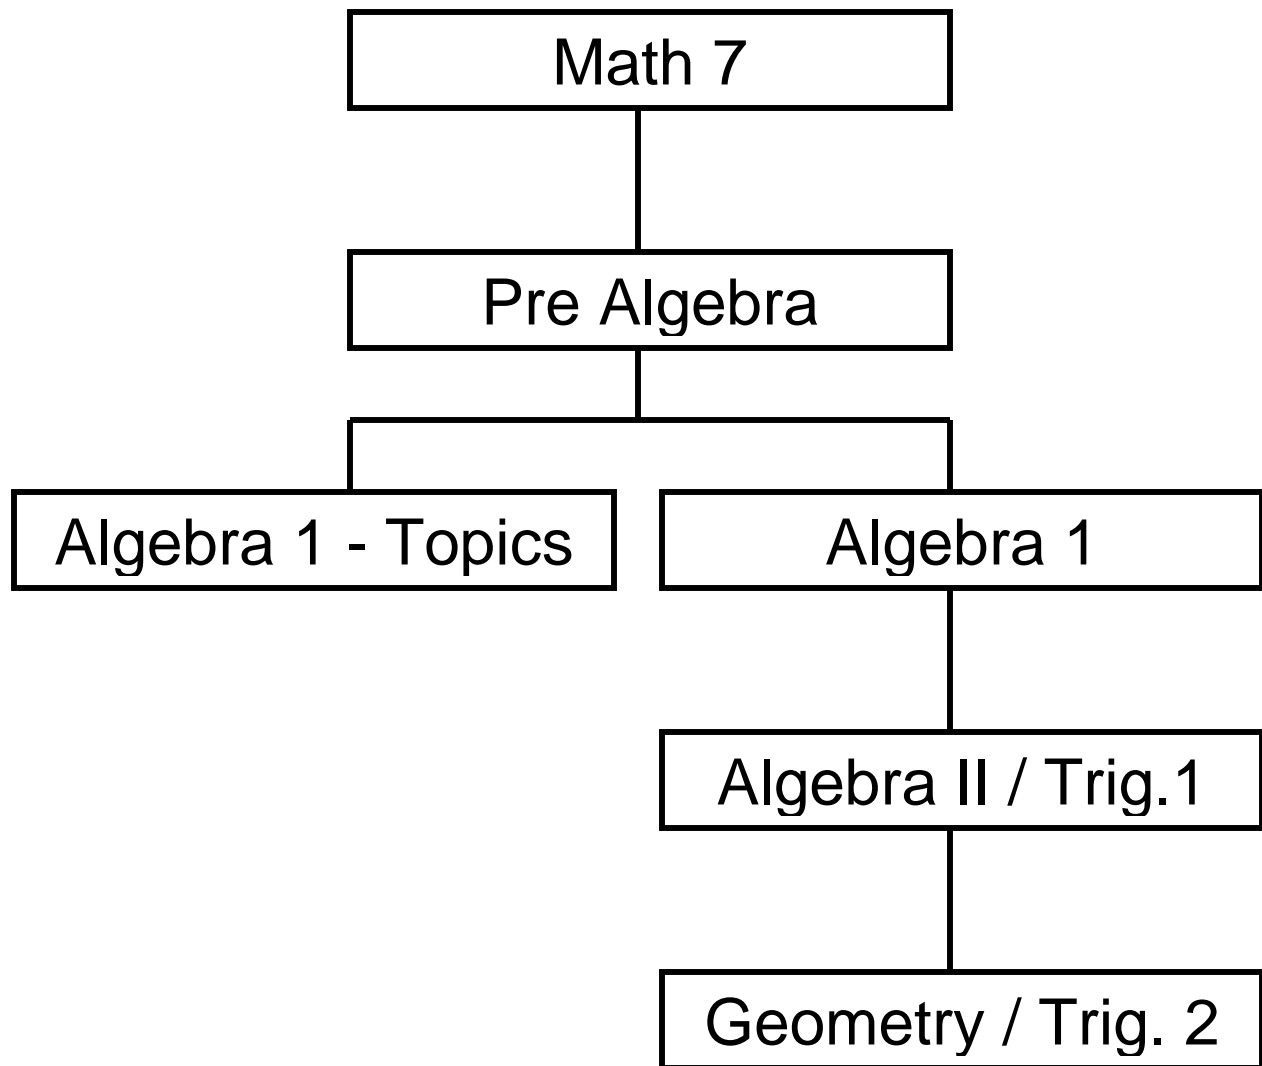 Math 7
Pre Algebra
Algebra 1 - Topics
Algebra 1
Algebra II / Trig.1
Geometry / Trig. 2